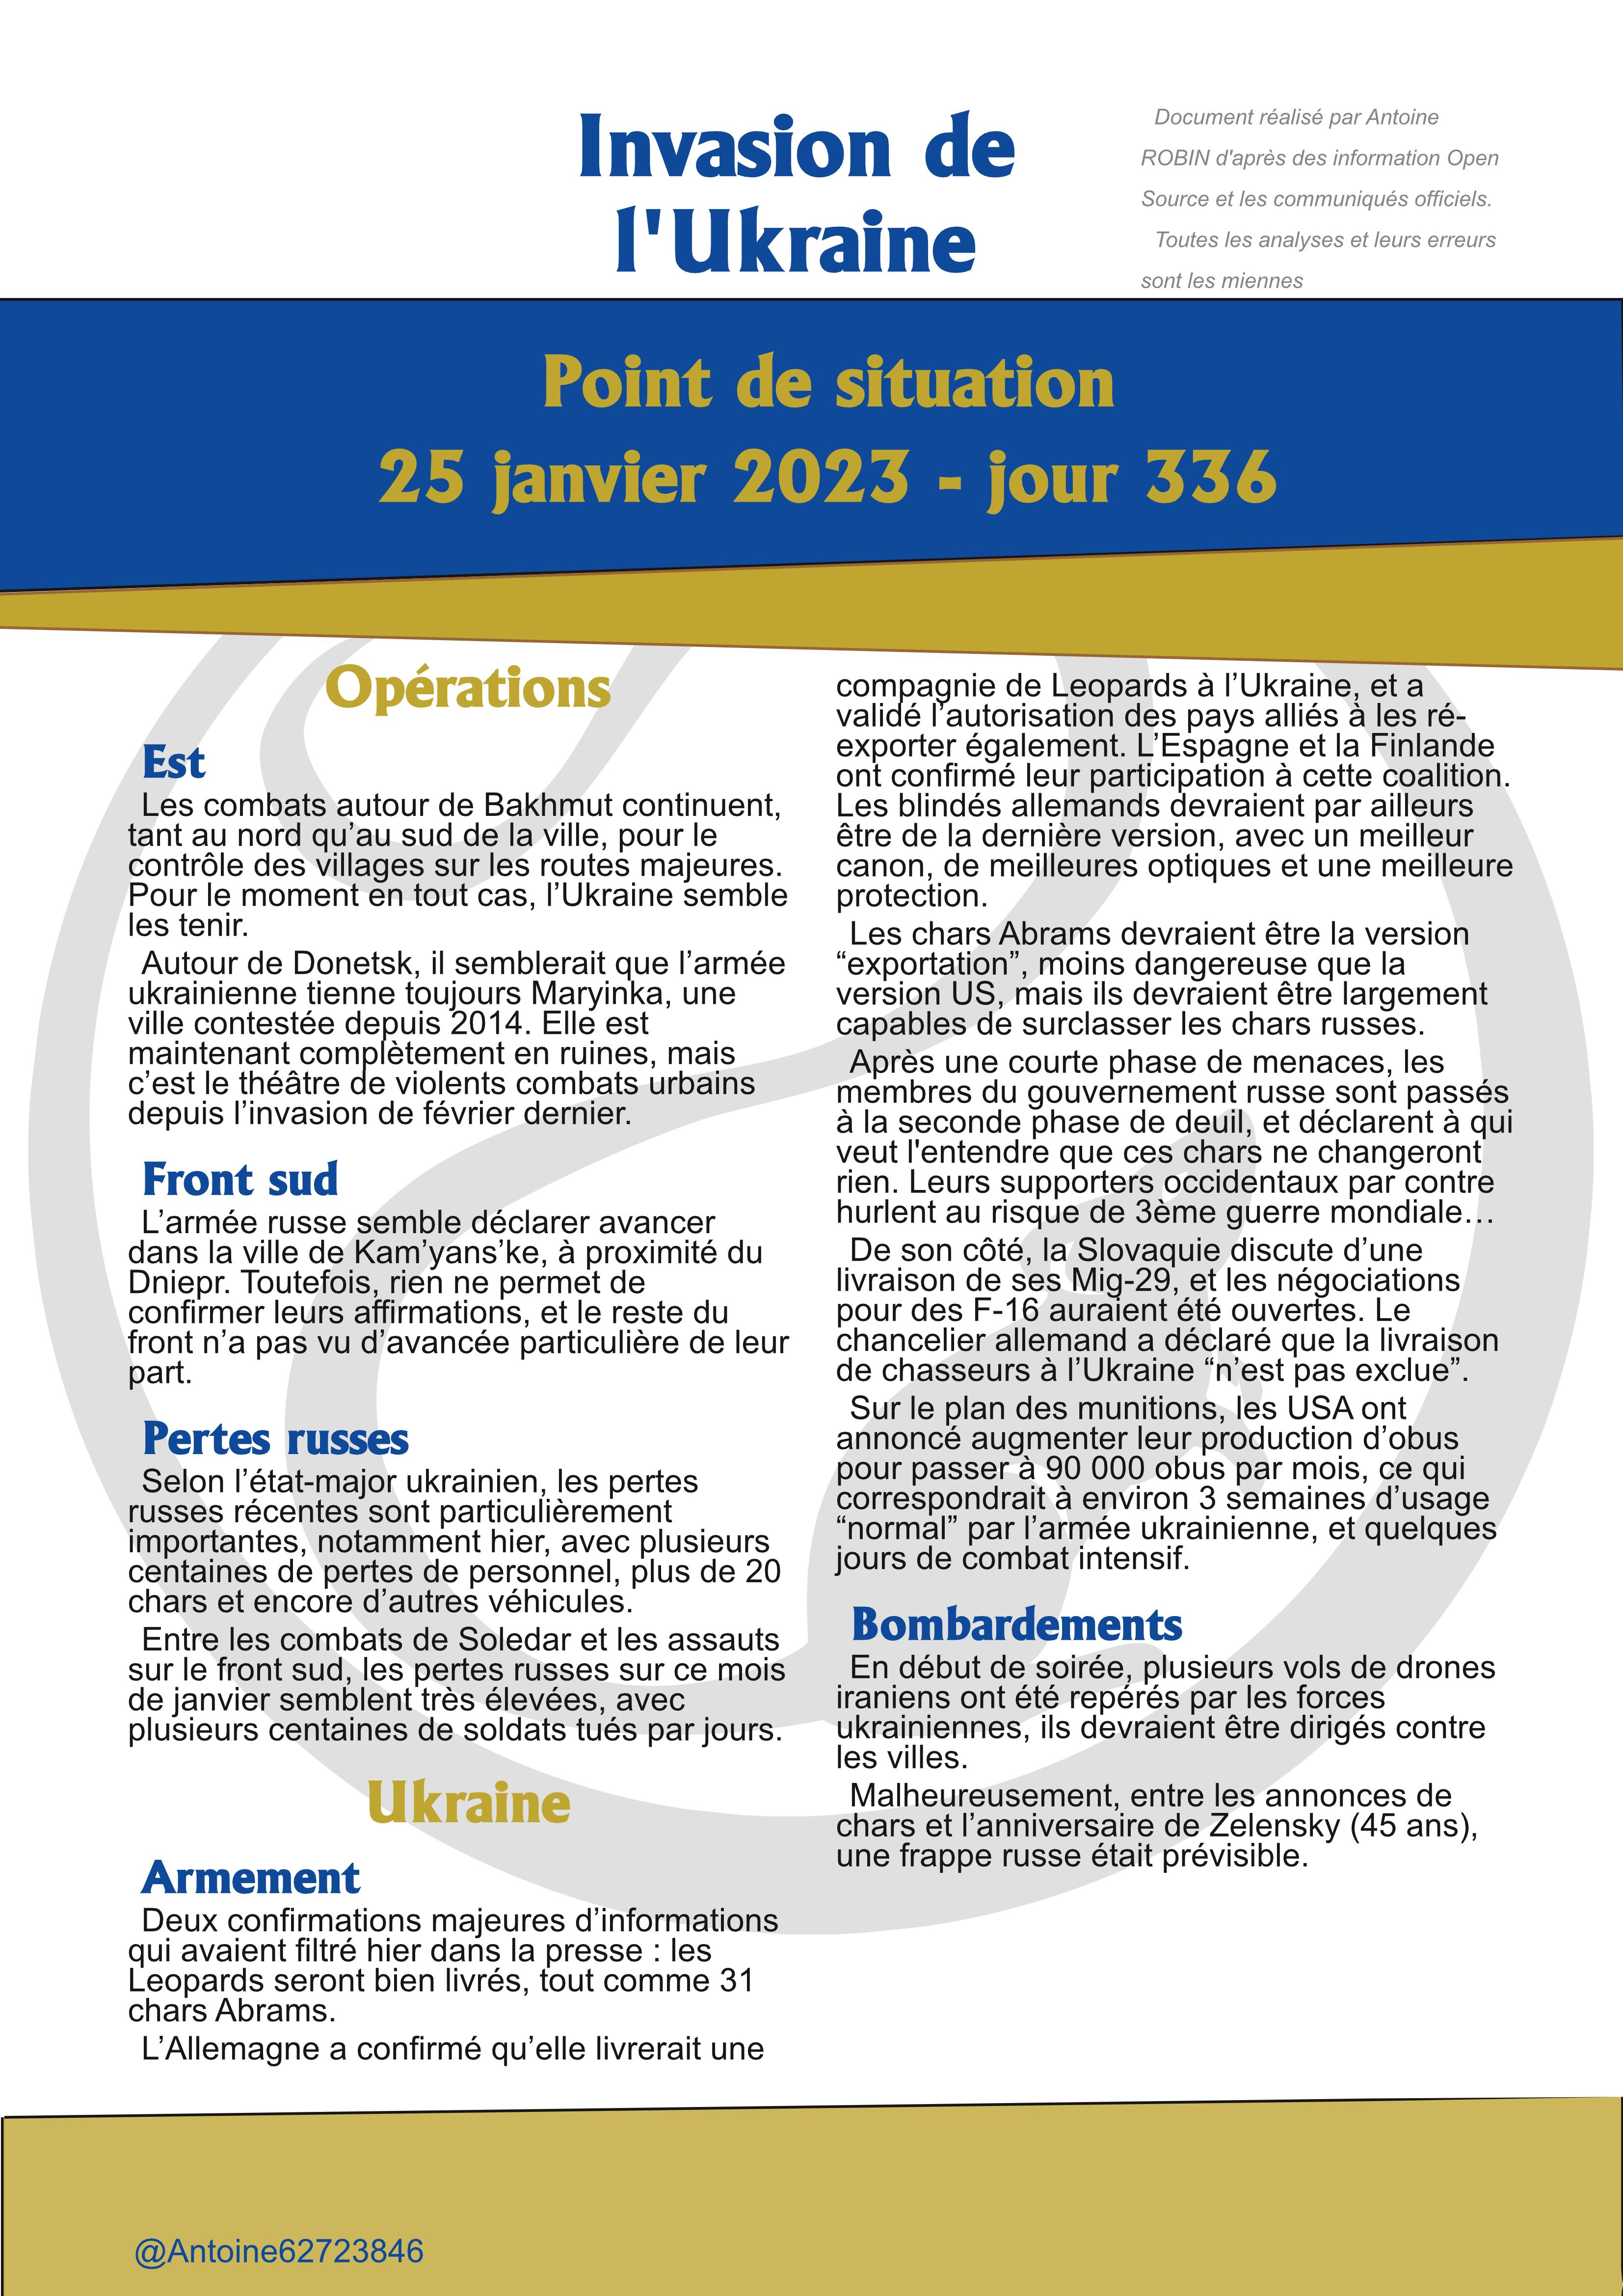 Invasion de
l'Ukraine
Document réalisé par Antoine
ROBIN d'après des information Open
Source et les communiqués officiels.
Toutes les analyses et leurs erreurs
sont les miennes
Point de situation
25 janvier 2023 - jour 336
Opérations
Est
Les combats autour de Bakhmut continuent,
tant au nord qu’au sud de la ville, pour le
contrôle des villages sur les routes majeures.
Pour le moment en tout cas, l’Ukraine semble
les tenir.
Autour de Donetsk, il semblerait que l’armée
ukrainienne tienne toujours Maryinka, une
ville contestée depuis 2014. Elle est
maintenant complètement en ruines, mais
c’est le théâtre de violents combats urbains
depuis l’invasion de février dernier.
Front sud
L’armée russe semble déclarer avancer
dans la ville de Kam’yans’ke, à proximité du
Dniepr. Toutefois, rien ne permet de
confirmer leurs affirmations, et le reste du
front n’a pas vu d’avancée particulière de leur
part.
Pertes russes
Selon l’état-major ukrainien, les pertes
russes récentes sont particulièrement
importantes, notamment hier, avec plusieurs
centaines de pertes de personnel, plus de 20
chars et encore d’autres véhicules.
Entre les combats de Soledar et les assauts
sur le front sud, les pertes russes sur ce mois
de janvier semblent très élevées, avec
plusieurs centaines de soldats tués par jours.
Ukraine
Armement
Deux confirmations majeures d’informations
qui avaient filtré hier dans la presse : les
Leopards seront bien livrés, tout comme 31
chars Abrams.
L’Allemagne a confirmé qu’elle livrerait une
compagnie de Leopards à l’Ukraine, et a
validé l’autorisation des pays alliés à les ré-
exporter également. L’Espagne et la Finlande
ont confirmé leur participation à cette coalition.
Les blindés allemands devraient par ailleurs
être de la dernière version, avec un meilleur
canon, de meilleures optiques et une meilleure
protection.
Les chars Abrams devraient être la version
“exportation”, moins dangereuse que la
version US, mais ils devraient être largement
capables de surclasser les chars russes.
Après une courte phase de menaces, les
membres du gouvernement russe sont passés
à la seconde phase de deuil, et déclarent à qui
veut l'entendre que ces chars ne changeront
rien. Leurs supporters occidentaux par contre
hurlent au risque de 3ème guerre mondiale…
De son côté, la Slovaquie discute d’une
livraison de ses Mig-29, et les négociations
pour des F-16 auraient été ouvertes. Le
chancelier allemand a déclaré que la livraison
de chasseurs à l’Ukraine “n’est pas exclue”.
Sur le plan des munitions, les USA ont
annoncé augmenter leur production d’obus
pour passer à 90 000 obus par mois, ce qui
correspondrait à environ 3 semaines d’usage
“normal” par l’armée ukrainienne, et quelques
jours de combat intensif.
Bombardements
En début de soirée, plusieurs vols de drones
iraniens ont été repérés par les forces
ukrainiennes, ils devraient être dirigés contre
les villes.
Malheureusement, entre les annonces de
chars et l’anniversaire de Zelensky (45 ans),
une frappe russe était prévisible.
@Antoine62723846